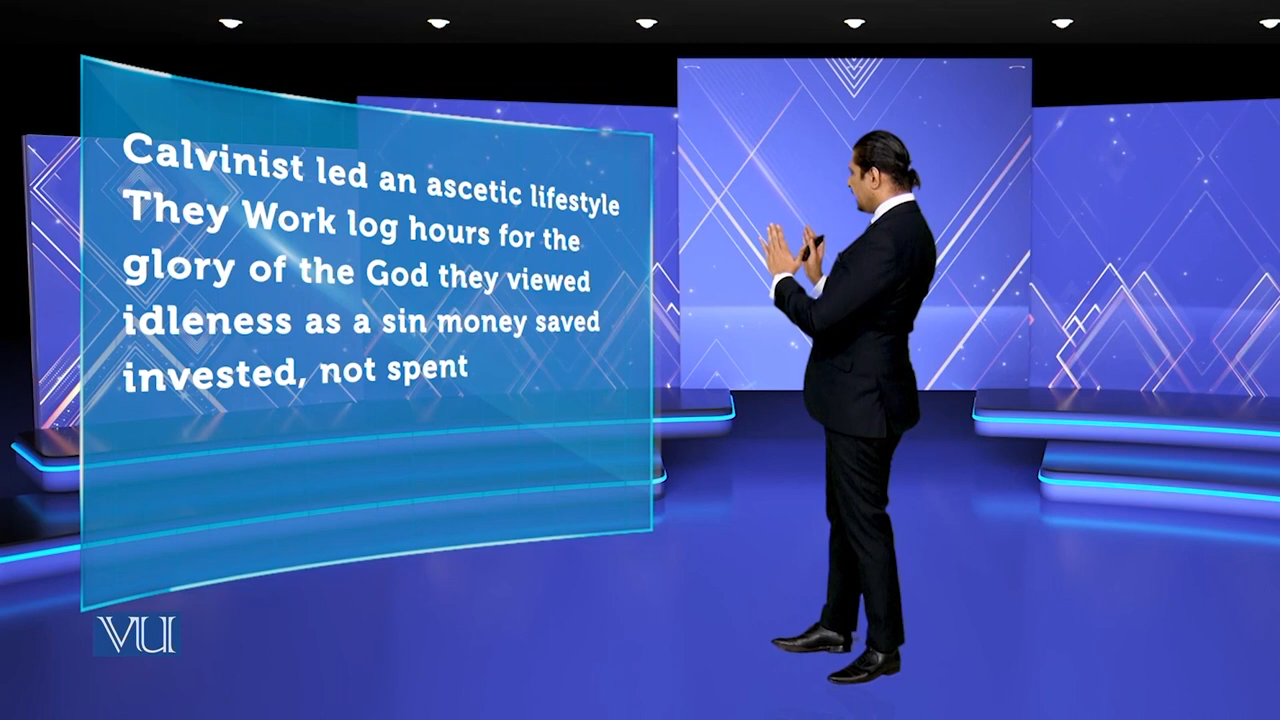 Calvinist led an ascetic lifestyle
They Work log hours for the
glory of the God they viewed
idleness as a sin money saved
invested, not spent
VU